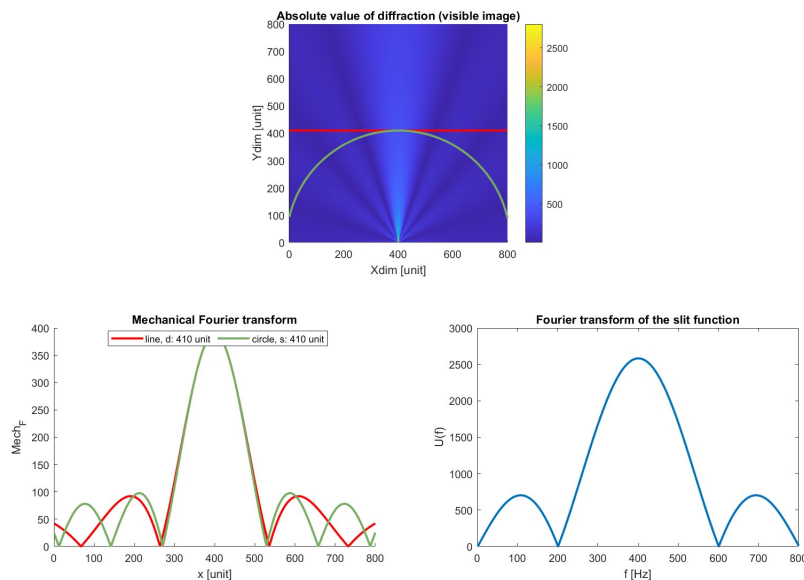 Absolute value of diffraction (visible image)
800
700
600
500
400
300
200
100
0
Ydim [unit]
0 200 400 600 800
Xdim [unit]
2500
2000
1500
1000
500
Mechanical Fourier transform
line, d: 410 unit circle, s: 410 unit
400
350
300
250
200
150
100
50
0
Mech_F
0 100 200 300 400 500 600 700 800
x [unit]
Fourier transform of the slit function
3000
2500
2000
1500
1000
500
0
U(f)
0 100 200 300 400 500 600 700 800
f [Hz]